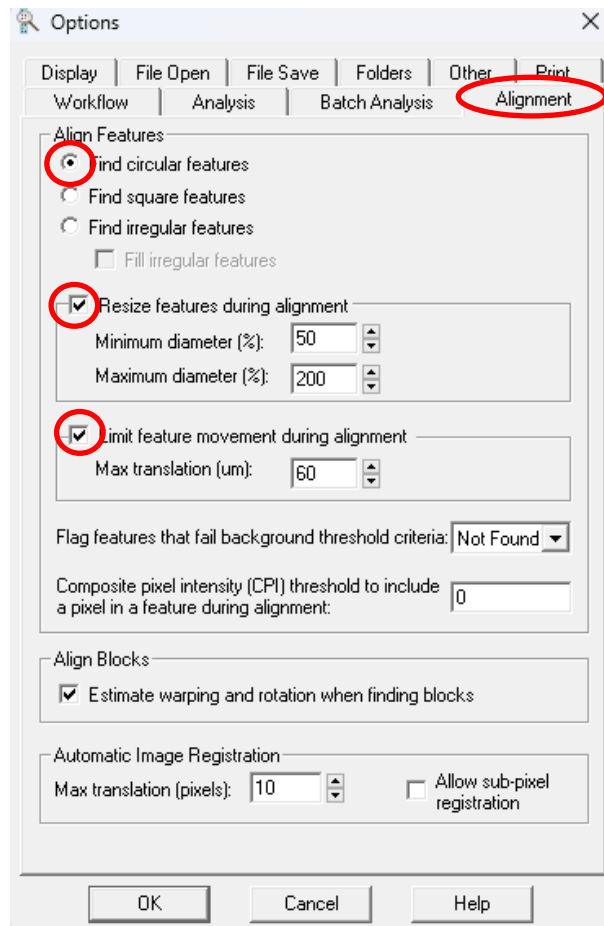 Options
Display File Open File Save Folders Other Print
Workflow Analysis Batch Analysis Alignment
Align Features
Find circular features
Find square features
Find irregular features
Fill irregular features
Resize features during alignment
Minimum diameter (%): 50
Maximum diameter (%): 200
Limit feature movement during alignment
Max translation (um): 60
Flag features that fail background threshold criteria: Not Found
Composite pixel intensity (CPI) threshold to include
a pixel in a feature during alignment: 0
Align Blocks
Estimate warping and rotation when finding blocks
Automatic Image Registration
Max translation (pixels): 10
Allow sub-pixel
registration
OK Cancel Help